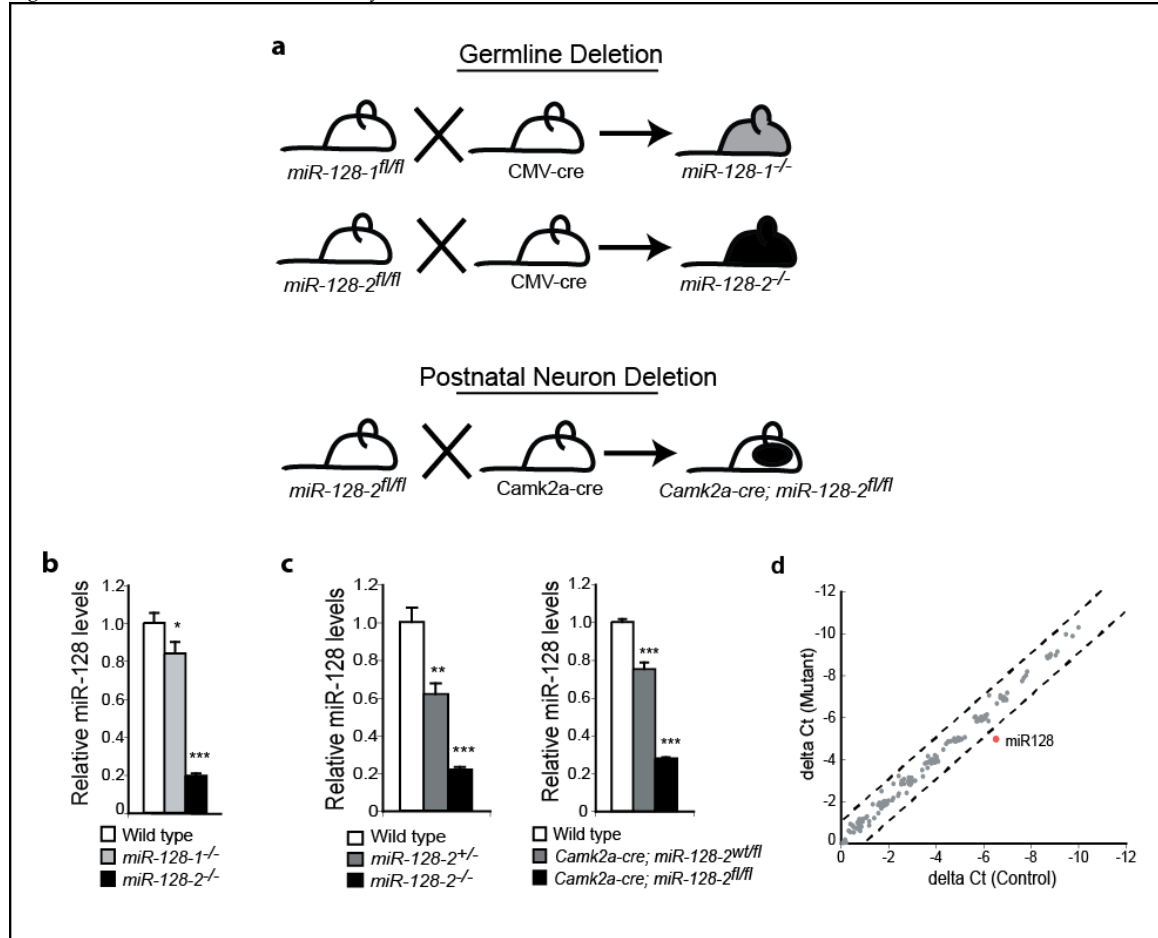 a
Germline Deletion
miR-128-1fl/fl
CMV-cre
miR-128-1-/-
miR-128-2fl/fl
CMV-cre
miR-128-2-/-
Postnatal Neuron Deletion
miR-128-2fl/fl
Camk2a-cre
Camk2a-cre; miR-128-2fl/fl
b
Relative miR-128 levels
1.2
1.0
0.8
0.6
0.4
0.2
0
*
***
Wild type
miR-128-1-/-
miR-128-2-/-
c
Relative miR-128 levels
1.2
1.0
0.8
0.6
0.4
0.2
0
**
***
Wild type
miR-128-2+/-
miR-128-2-/-
Relative miR-128 levels
1.2
1.0
0.8
0.6
0.4
0.2
0
***
***
Wild type
Camk2a-cre; miR-128-2wt/fl
Camk2a-cre; miR-128-2fl/fl
d
delta Ct (Mutant)
-12
-10
-8
-6
-4
-2
0
miR128
0 -2 -4 -6 -8 -10 -12
delta Ct (Control)